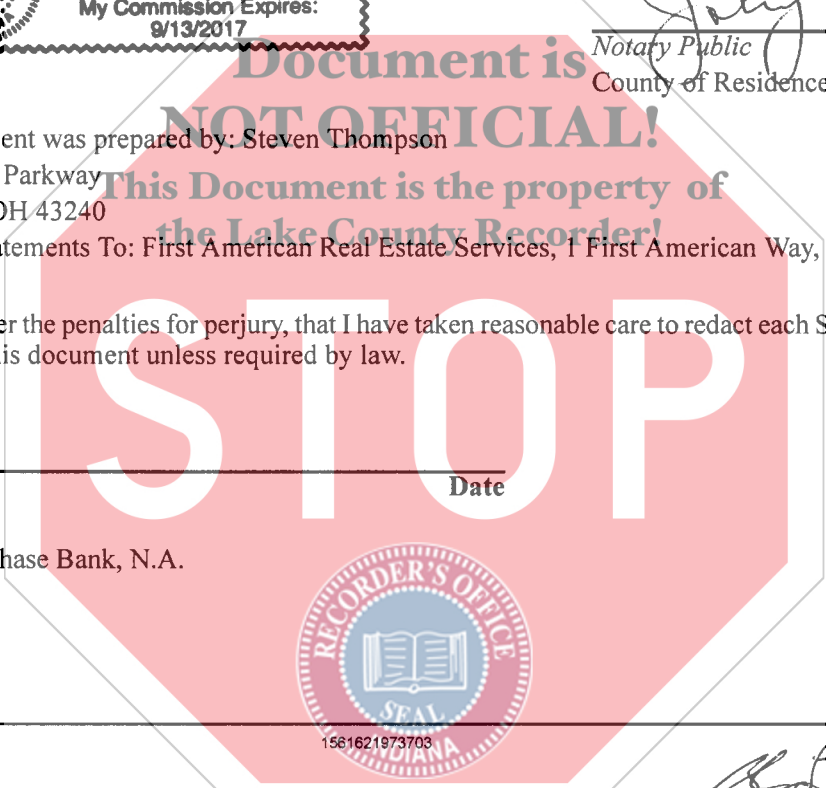 My Commission Expires:
9/13/2017
Document is
Notary Public
County of Residence
NOT OFFICIAL!
ent was prepared by: Steven Thompson
Parkway
This Document is the property of
OH 43240
the Lake County Recorder!
tements To: First American Real Estate Services, 1 First American Way,
er the penalties for perjury, that I have taken reasonable care to redact each S
is document unless required by law.
STOP
Date
hase Bank, N.A.
RECORDER'S OFFICE
SEAL
INDIANA
1561621973703